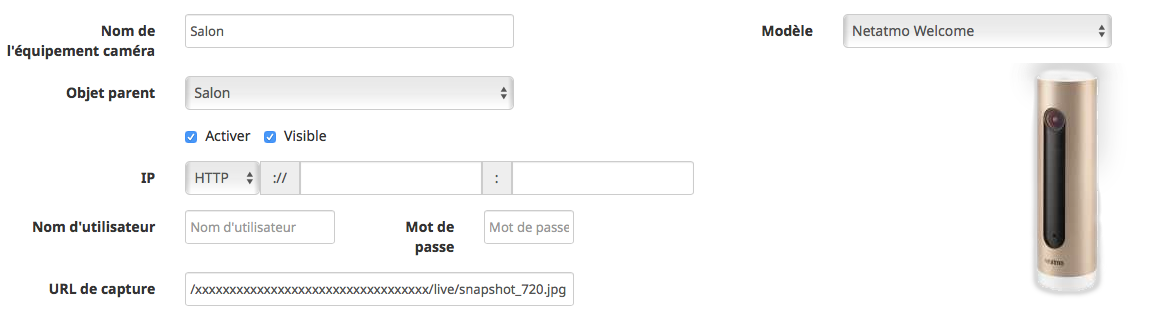 Nom de
l'équipement caméra
Salon
Modèle
Netatmo Welcome
Objet parent
Salon
Activer
Visible
IP
HTTP
://
:
Nom d'utilisateur
Nom d'utilisateur
Mot de
passe
Mot de passe
URL de capture
/xxxxxxxxxxxxxxxxxxxxxxxxxxxxxxxxxx/live/snapshot_720.jpg
netatmo